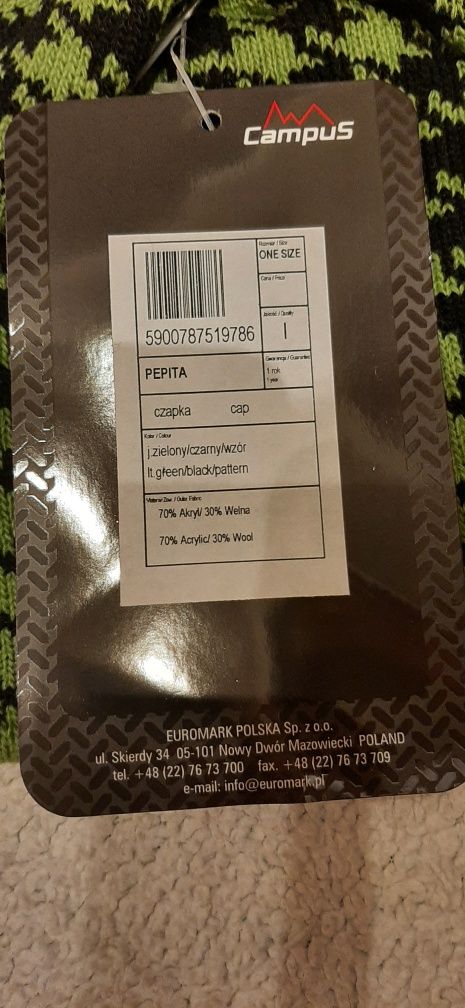 CampuS
Rozmiar / Size
ONE SIZE
Cena / Price
Jakość / Quality
I
5900787519786
PEPITA
Gwarancja / Guarantee
1 rok
1 year
czapka cap
Kolor / Colour
j.zielony/czarny/wzór
lt.green/black/pattern
Materiał Zew. / Outer Fabric
70% Akryl/ 30% Wełna
70% Acrylic/ 30% Wool
EUROMARK POLSKA Sp. z o.o.
ul. Skierdy 34 05-101 Nowy Dwór Mazowiecki POLAND
tel. +48 (22) 76 73 700 fax. +48 (22) 76 73 709
e-mail: info@euromark.pl